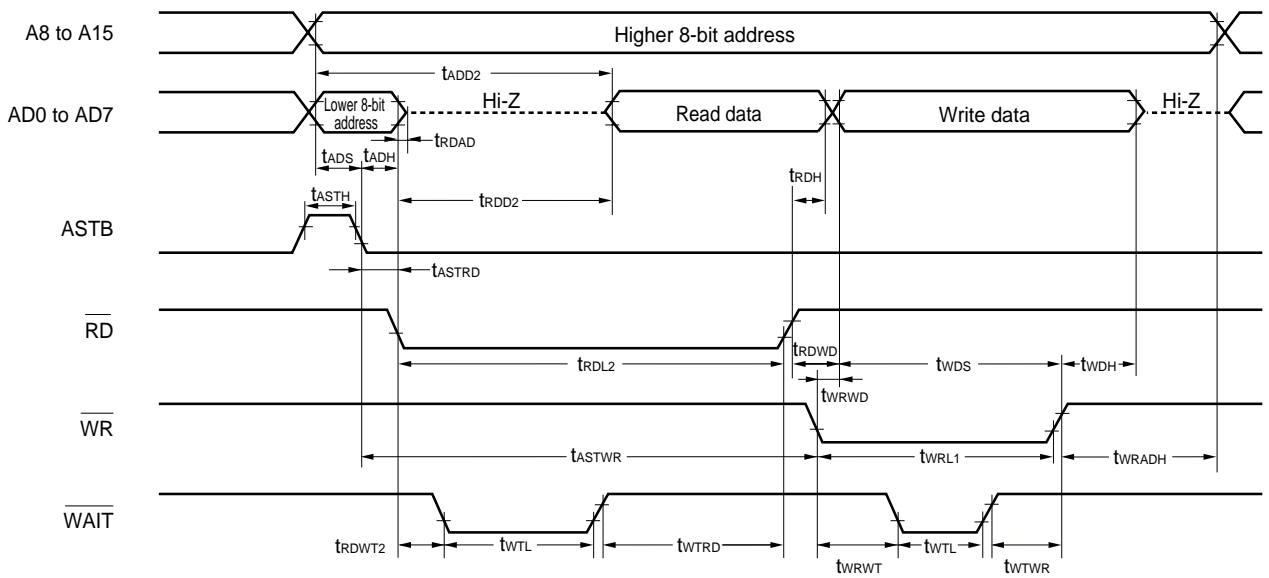 A8 to A15
Higher 8-bit address
tADD2
AD0 to AD7
Lower 8-bit
address
Hi-Z
Read data
Write data
Hi-Z
tRDAD
tADS
tADH
tASTH
tRDD2
tRDH
ASTB
tASTRD
RD
tRDL2
tRDWD
tWDS
tWDH
tWRWD
WR
tASTWR
tWRL1
tWRADH
WAIT
tRDWT2
tWTL
tWTRD
tWRWT
tWTL
tWTWR